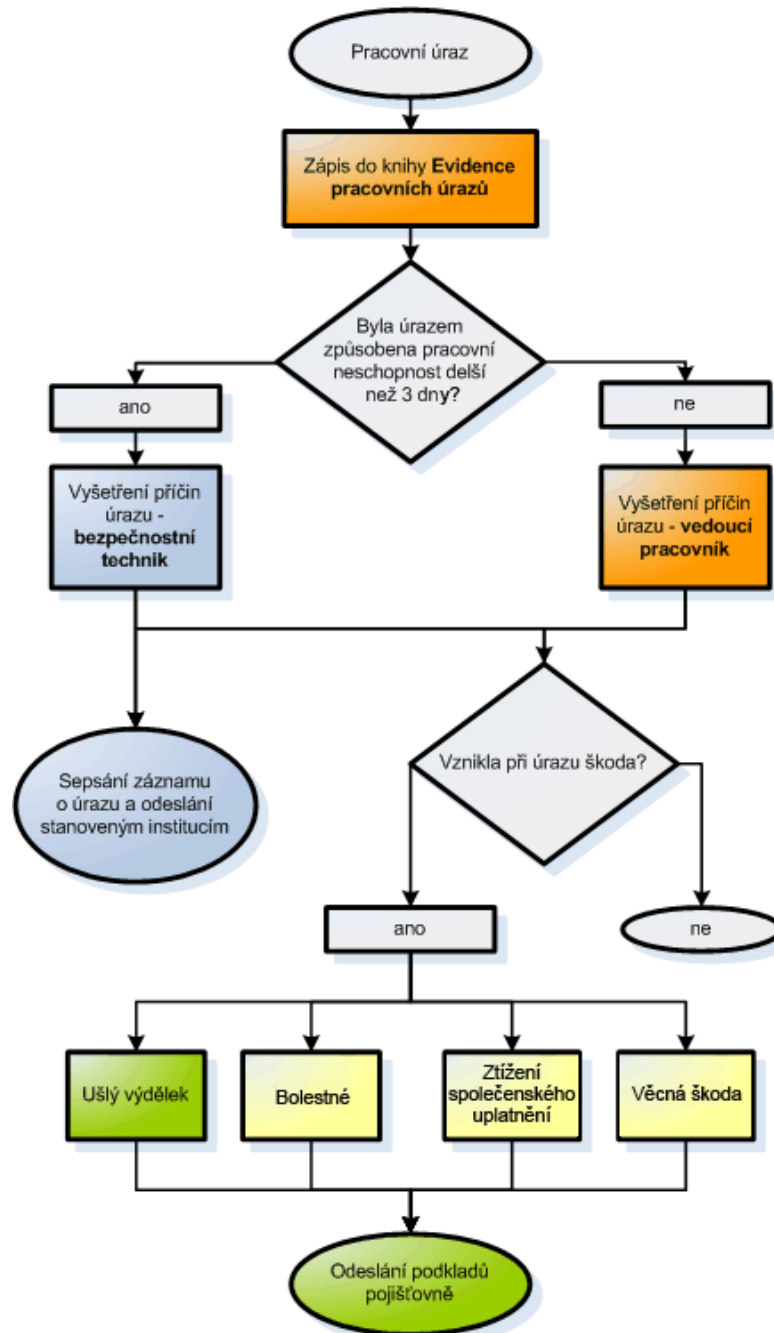 Pracovní úraz
Zápis do knihy Evidence
pracovních úrazů
Byla úrazem
způsobena pracovní
neschopnost delší
než 3 dny?
ano
ne
Vyšetření příčin
úrazu -
bezpečnostní
technik
Vyšetření příčin
úrazu - vedoucí
pracovník
Sepsání záznamu
o úrazu a odeslání
stanoveným institucím
Vznikla při úrazu škoda?
ano
ne
Ušlý výdělek
Bolestné
Ztížení
společenského
uplatnění
Věcná škoda
Odeslání podkladů
pojišťovně